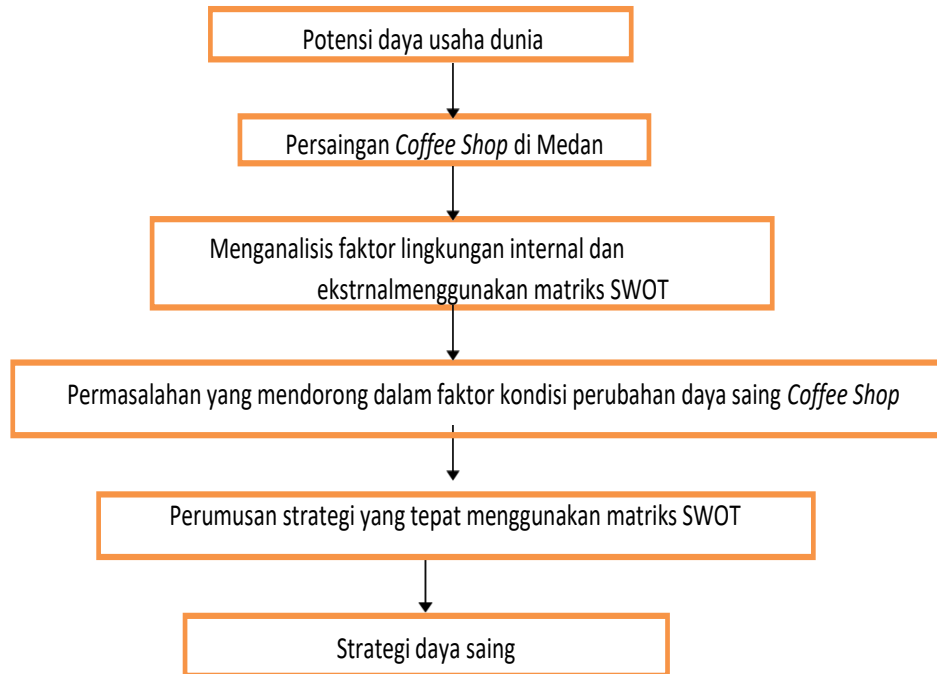 Potensi daya usaha dunia
Persaingan Coffee Shop di Medan
Menganalisis faktor lingkungan internal dan
ekstrnalmenggunakan matriks SWOT
Permasalahan yang mendorong dalam faktor kondisi perubahan daya saing Coffee Shop
Perumusan strategi yang tepat menggunakan matriks SWOT
Strategi daya saing